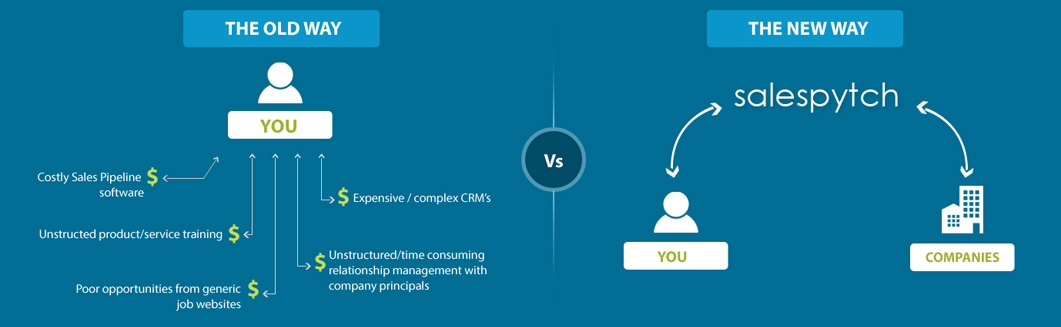 THE OLD WAY
YOU
Costly Sales Pipeline $
software
Unstructed product/service training $
Poor opportunities from generic $
job websites
$ Expensive / complex CRM's
$ Unstructured/time consuming
relationship management with
company principals
Vs
THE NEW WAY
salespytch
YOU
COMPANIES